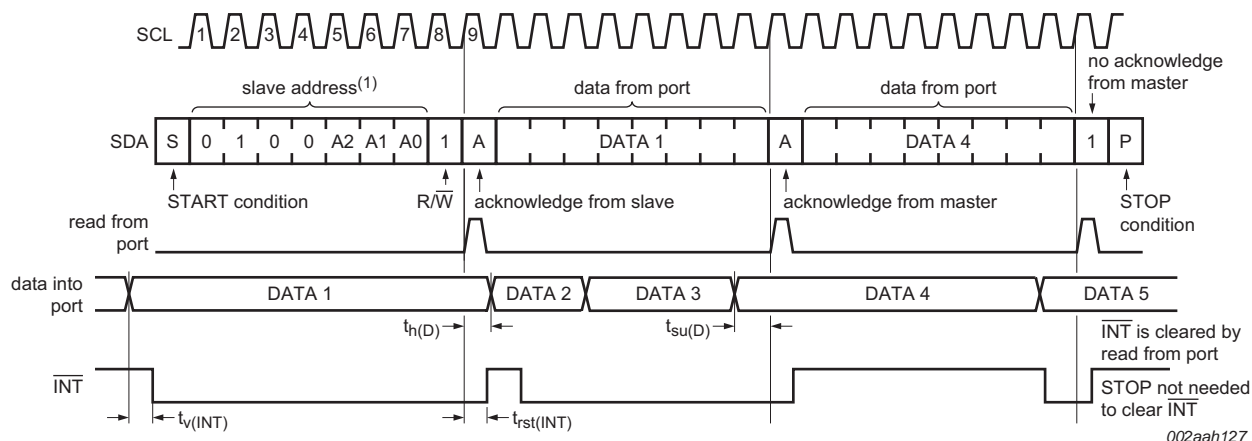 SCL 1 2 3 4 5 6 7 8 9
no acknowledge
from master
slave address(1) data from port data from port
SDA S 0 1 0 0 A2 A1 A0 1 A DATA 1 A DATA 4 1 P
START condition R/W̅ acknowledge from slave acknowledge from master STOP
condition
read from
port
data into
port
DATA 1 DATA 2 DATA 3 DATA 4 DATA 5
th(D) tsu(D)
I̅N̅T̅ is cleared by
read from port
I̅N̅T̅
STOP not needed
to clear I̅N̅T̅
tv(INT) trst(INT)
002aah127